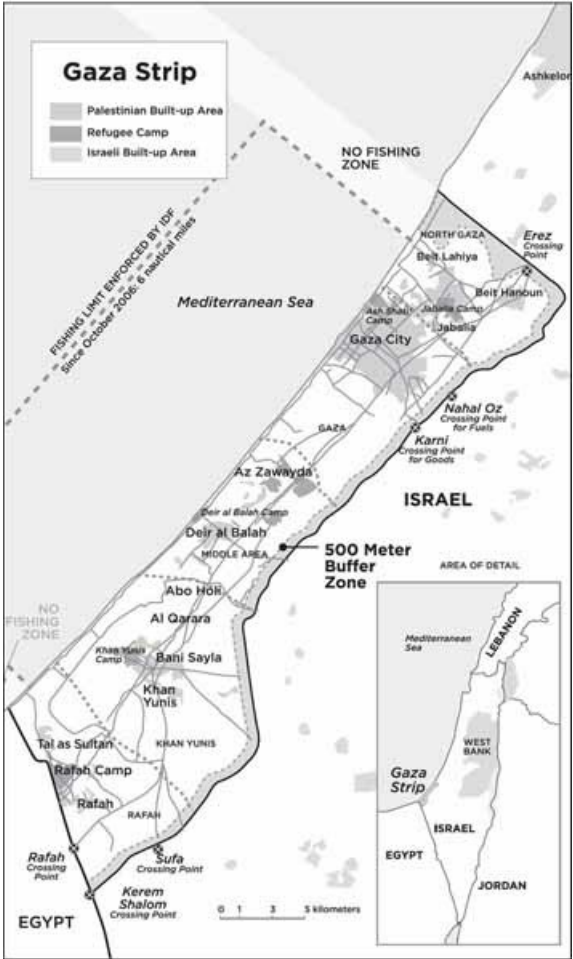 Gaza Strip
Palestinian Built-up Area
Refugee Camp
Israeli Built-up Area
Ashkelon
NO FISHING
ZONE
FISHING LIMIT ENFORCED BY IDF
Since October 2006: 6 nautical miles
Mediterranean Sea
NORTH GAZA
Beit Lahiya
Erez
Crossing
Point
Beit Hanoun
Ash Shati
Camp
Jabalia Camp
Jabalia
Gaza City
Nahal Oz
Crossing Point
for Fuels
GAZA
Karni
Crossing Point
for Goods
Az Zawayda
ISRAEL
Deir al Balah Camp
Deir al Balah
MIDDLE AREA
500 Meter
Buffer
Zone
AREA OF DETAIL
Abo Holi
NO
FISHING
ZONE
Al Qarara
Khan Yunis
Camp
Bani Sayla
Khan
Yunis
Tal as Sultan
KHAN YUNIS
Rafah Camp
Rafah
RAFAH
Rafah
Crossing
Point
Sufa
Crossing Point
Kerem
Shalom
Crossing Point
EGYPT
0 1 3 5 kilometers
Mediterranean
Sea
LEBANON
WEST
BANK
Gaza
Strip
ISRAEL
EGYPT
JORDAN